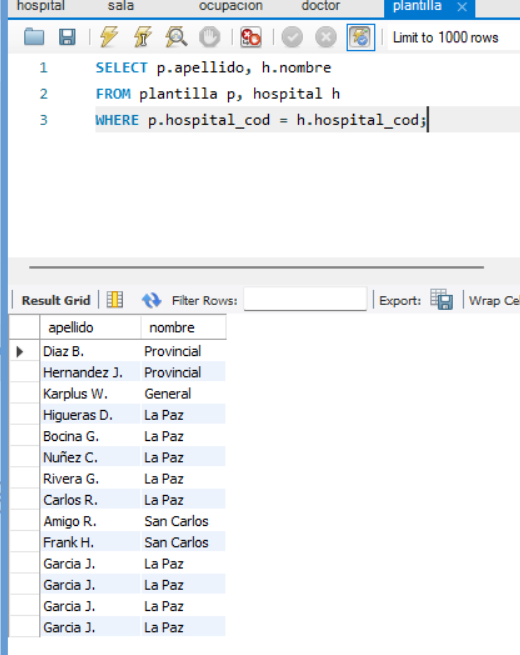 hospital sala ocupacion doctor plantilla
Limit to 1000 rows
1 SELECT p.apellido, h.nombre
2 FROM plantilla p, hospital h
3 WHERE p.hospital_cod = h.hospital_cod;
Result Grid Filter Rows: Export: Wrap Cel
apellido nombre
Diaz B. Provincial
Hernandez J. Provincial
Karplus W. General
Higueras D. La Paz
Bocina G. La Paz
Nuñez C. La Paz
Rivera G. La Paz
Carlos R. La Paz
Amigo R. San Carlos
Frank H. San Carlos
Garcia J. La Paz
Garcia J. La Paz
Garcia J. La Paz
Garcia J. La Paz